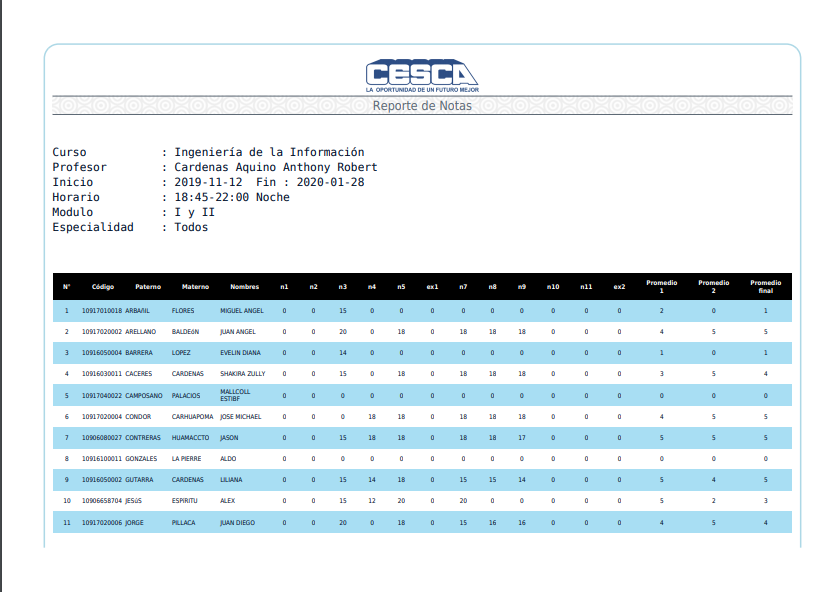 CESCA
LA OPORTUNIDAD DE UN FUTURO MEJOR
Reporte de Notas
Curso : Ingeniería de la Información
Profesor : Cardenas Aquino Anthony Robert
Inicio : 2019-11-12 Fin : 2020-01-28
Horario : 18:45-22:00 Noche
Modulo : I y II
Especialidad : Todos
N° Código Paterno Materno Nombres n1 n2 n3 n4 n5 ex1 n7 n8 n9 n10 n11 ex2 Promedio 1 Promedio 2 Promedio final
1 10917010018 ARBAñIL FLORES MIGUEL ANGEL 0 0 15 0 0 0 0 0 0 0 0 0 2 0 1
2 10917020002 ARELLANO BALDEóN JUAN ANGEL 0 0 20 0 18 0 18 18 18 0 0 0 4 5 5
3 10916050004 BARRERA LOPEZ EVELIN DIANA 0 0 14 0 0 0 0 0 0 0 0 0 1 0 1
4 10916030011 CACERES CARDENAS SHAKIRA ZULLY 0 0 15 0 18 0 18 18 18 0 0 0 3 5 4
5 10917040022 CAMPOSANO PALACIOS MALLCOLL ESTIBF 0 0 0 0 0 0 0 0 0 0 0 0 0 0 0
6 10917020004 CONDOR CARHUAPOMA JOSE MICHAEL 0 0 0 18 18 0 18 18 18 0 0 0 4 5 5
7 10906080027 CONTRERAS HUAMACCTO JASON 0 0 15 18 18 0 18 18 17 0 0 0 5 5 5
8 10916100011 GONZALES LA PIERRE ALDO 0 0 0 0 0 0 0 0 0 0 0 0 0 0 0
9 10916050002 GUTARRA CARDENAS LILIANA 0 0 15 14 18 0 15 15 14 0 0 0 5 4 5
10 10906658704 JESúS ESPIRITU ALEX 0 0 15 12 20 0 20 0 0 0 0 0 5 2 3
11 10917020006 JORGE PILLACA JUAN DIEGO 0 0 20 0 18 0 15 16 16 0 0 0 4 5 4